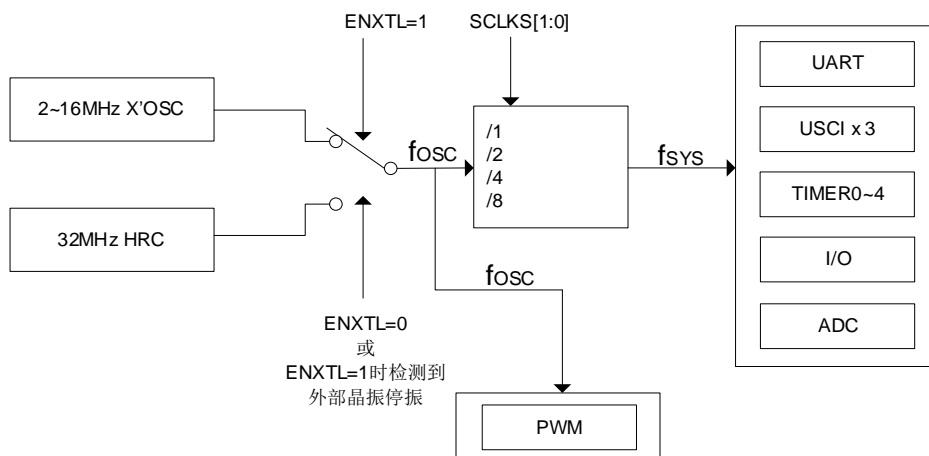 ENXTL=1
SCLKS[1:0]
2~16MHz X'OSC
32MHz HRC
fOSC
/1
/2
/4
/8
fSYS
UART
USCI x 3
TIMER0~4
I/O
ADC
fOSC
ENXTL=0
或
ENXTL=1时检测到
外部晶振停振
PWM